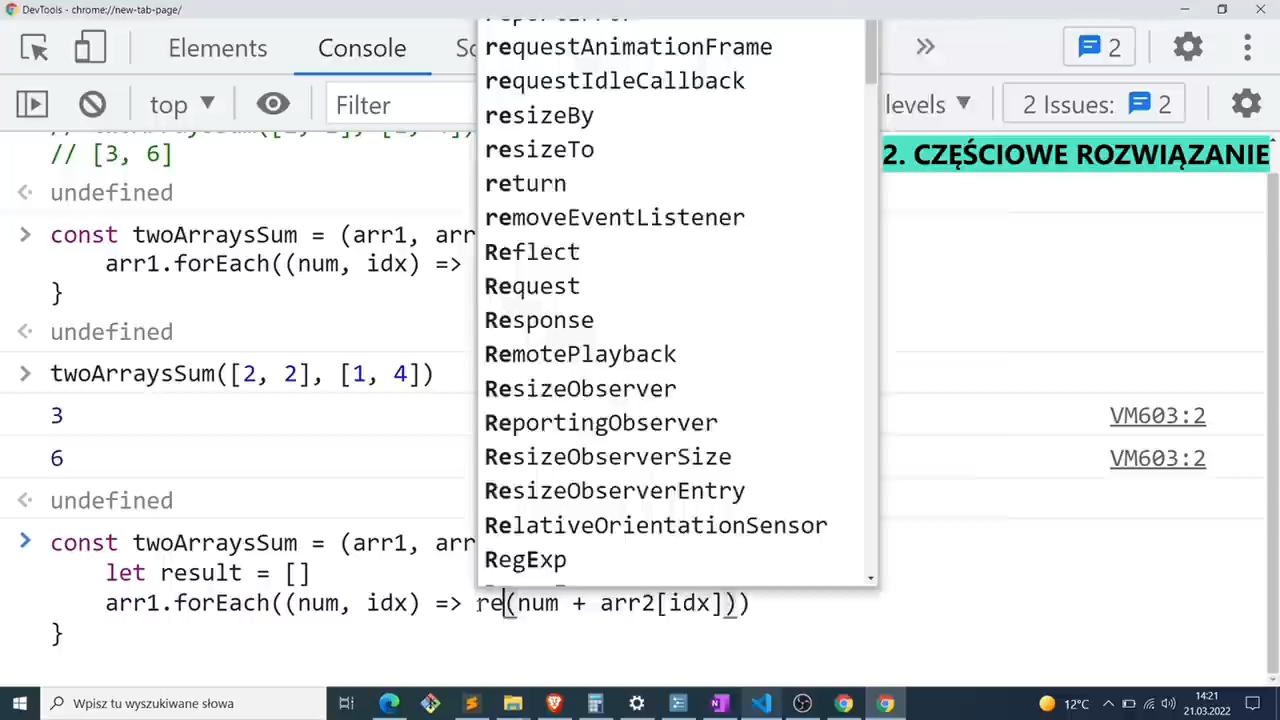 DevTools - chrome://new-tab-page/
Elements Console So » 2
top ▼ Filter levels ▼ 2 Issues: 2
// [3, 6]
2. CZĘŚCIOWE ROZWIĄZANIE
undefined
const twoArraysSum = (arr1, arr
arr1.forEach((num, idx) =>
}
undefined
twoArraysSum([2, 2], [1, 4])
3 VM603:2
6 VM603:2
undefined
const twoArraysSum = (arr1, arr
let result = []
arr1.forEach((num, idx) => re(num + arr2[idx]))
}
requestAnimationFrame
requestIdleCallback
resizeBy
resizeTo
return
removeEventListener
Reflect
Request
Response
RemotePlayback
ResizeObserver
ReportingObserver
ResizeObserverSize
ResizeObserverEntry
RelativeOrientationSensor
RegExp
Wpisz tu wyszukiwane słowa
12°C
14:21
21.03.2022